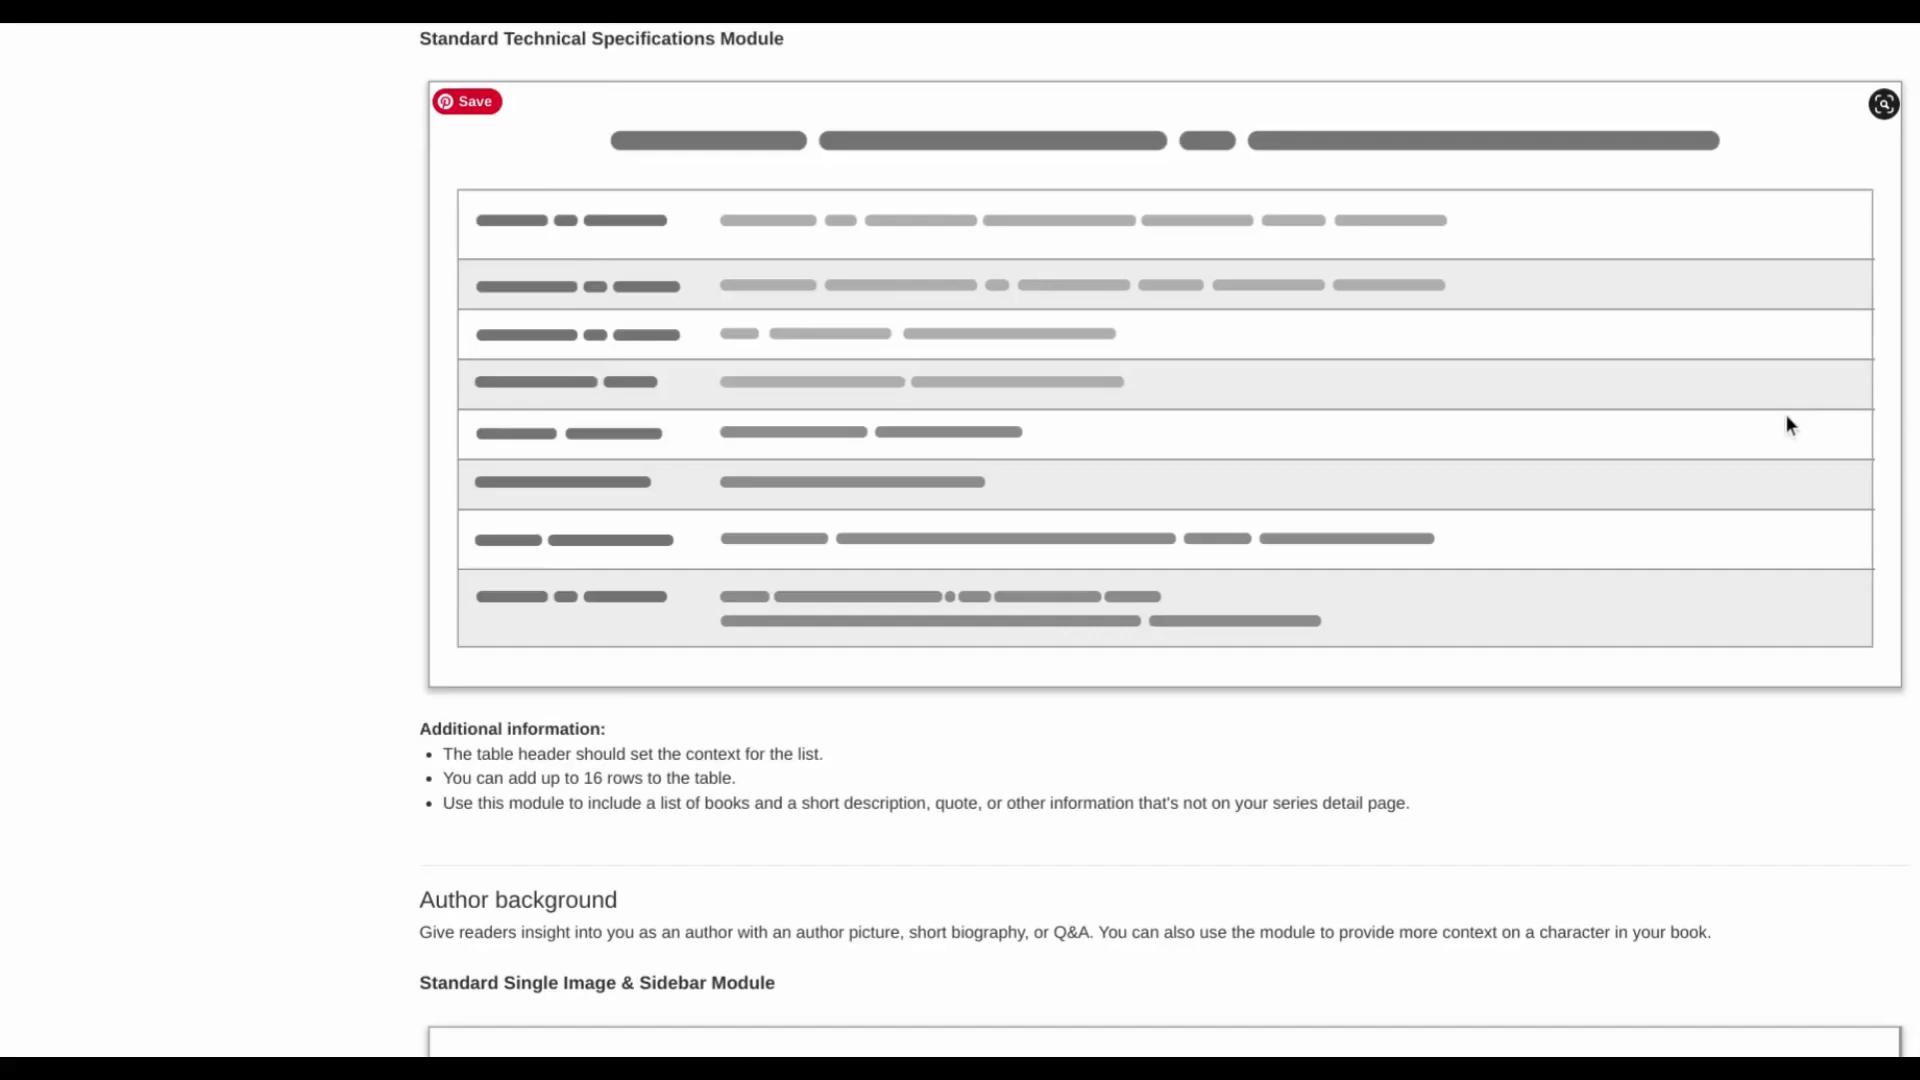 Standard Technical Specifications Module
Save
Additional information:
• The table header should set the context for the list.
• You can add up to 16 rows to the table.
• Use this module to include a list of books and a short description, quote, or other information that's not on your series detail page.
Author background
Give readers insight into you as an author with an author picture, short biography, or Q&A. You can also use the module to provide more context on a character in your book.
Standard Single Image & Sidebar Module